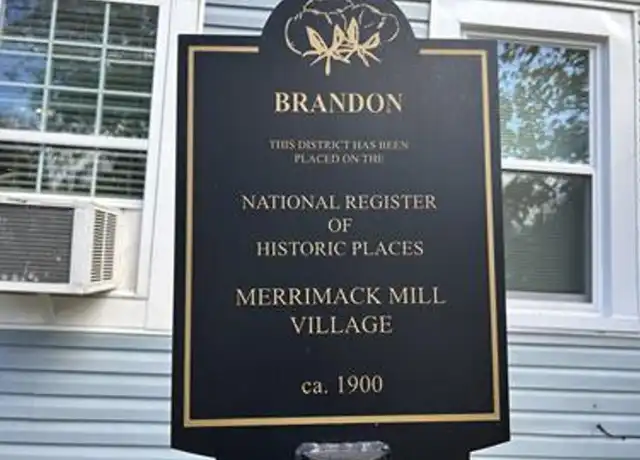 BRANDON
THIS DISTRICT HAS BEEN
PLACED ON THE
NATIONAL REGISTER
OF
HISTORIC PLACES
MERRIMACK MILL
VILLAGE
ca. 1900